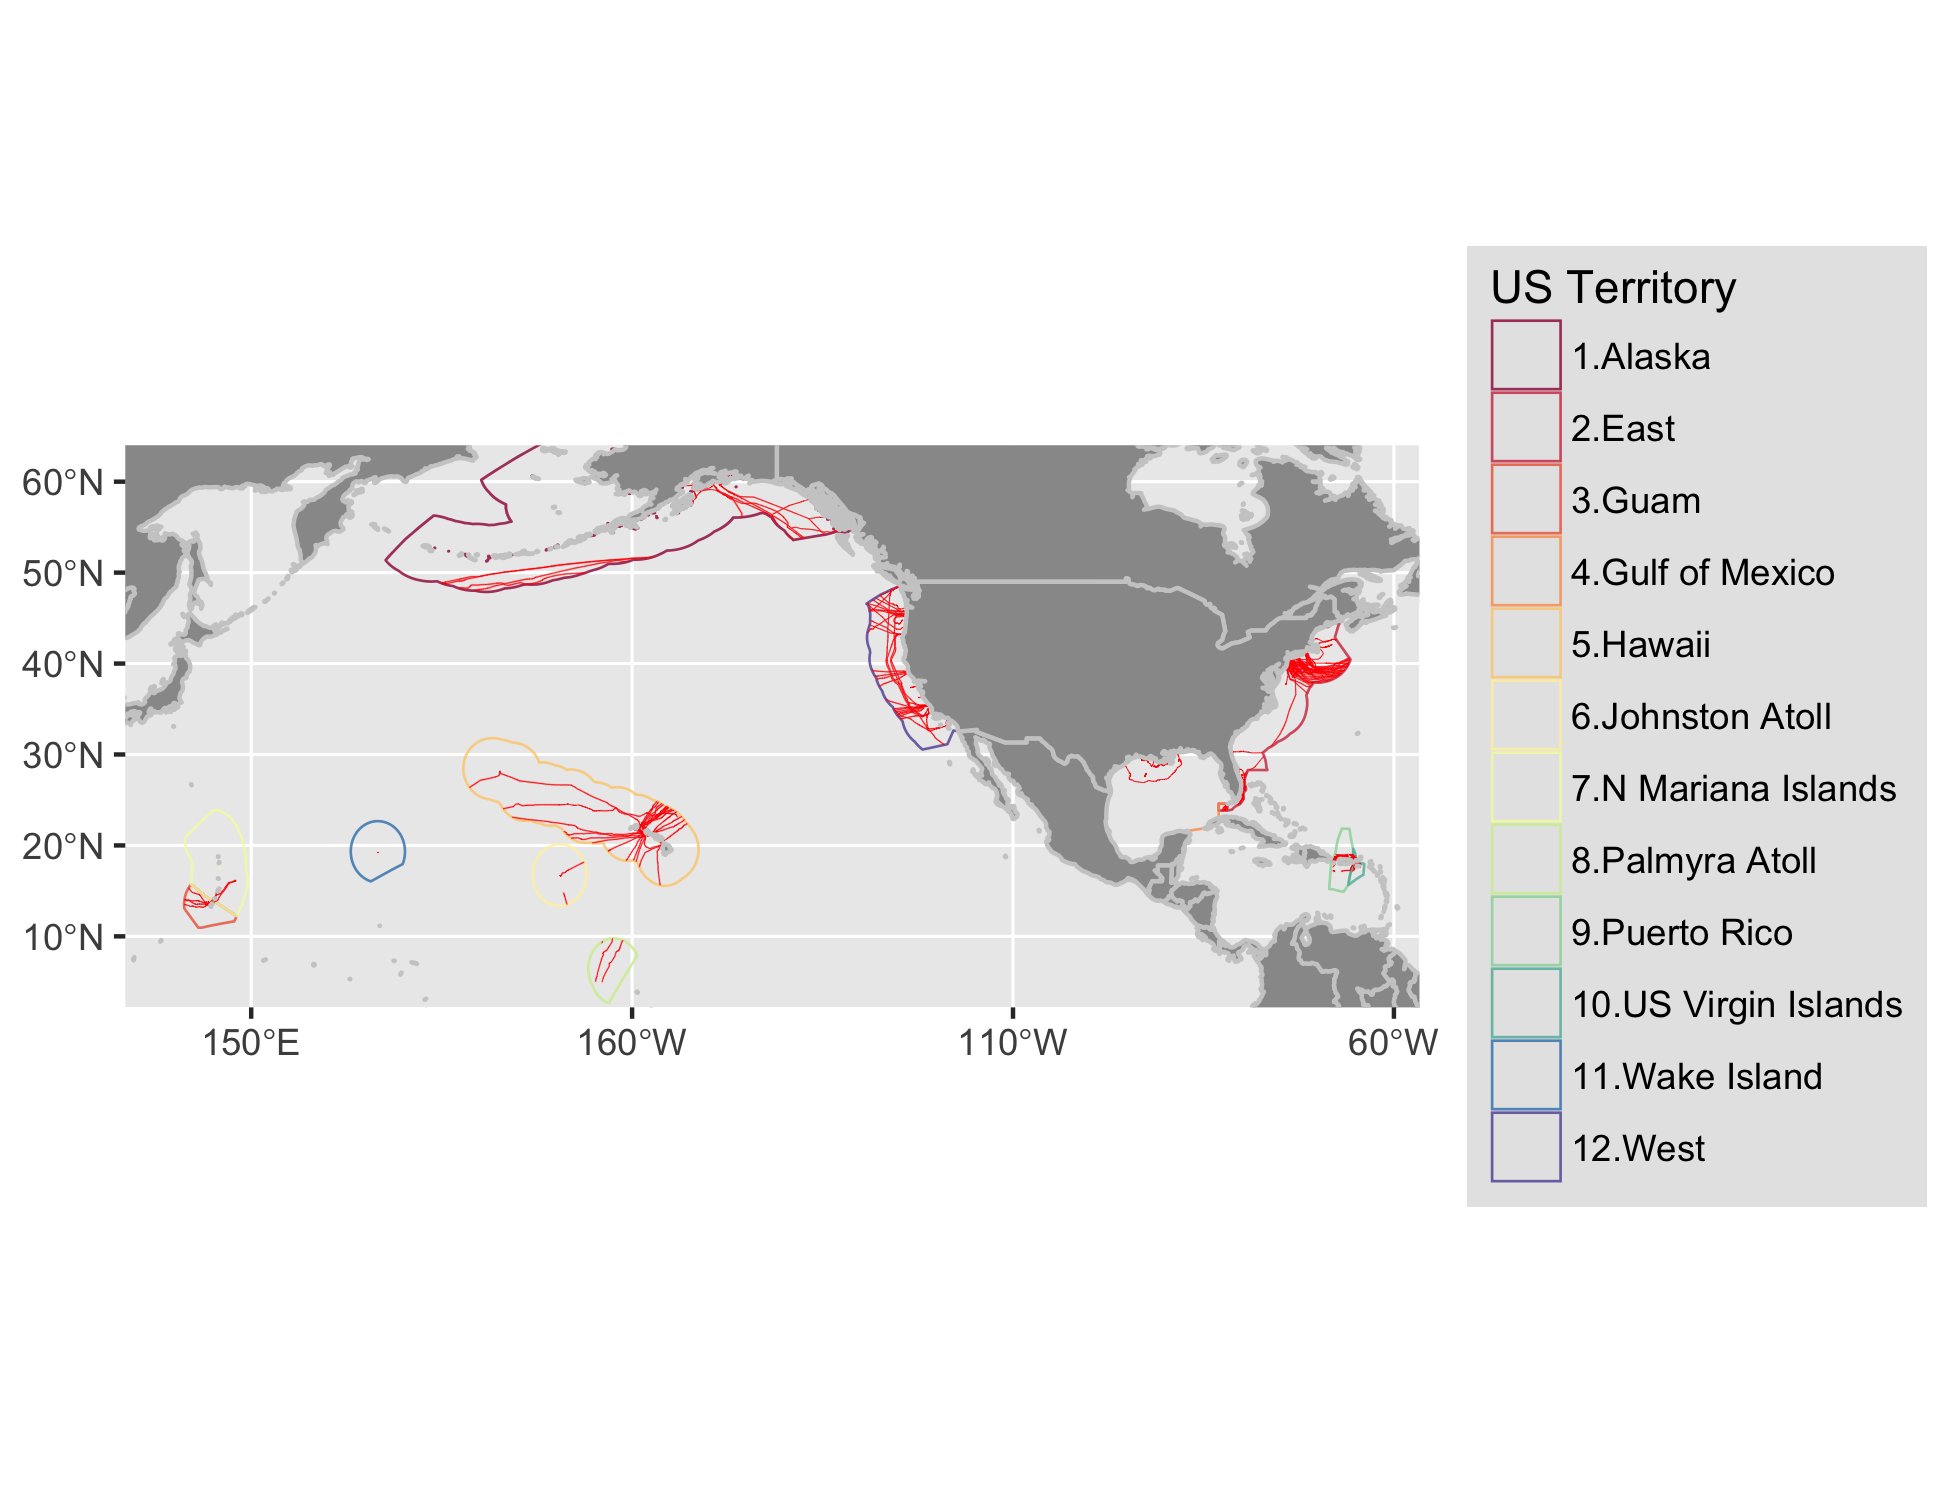 60°N
50°N
40°N
30°N
20°N
10°N
150°E
160°W
110°W
60°W
US Territory
1.Alaska
2.East
3.Guam
4.Gulf of Mexico
5.Hawaii
6.Johnston Atoll
7.N Mariana Islands
8.Palmyra Atoll
9.Puerto Rico
10.US Virgin Islands
11.Wake Island
12.West